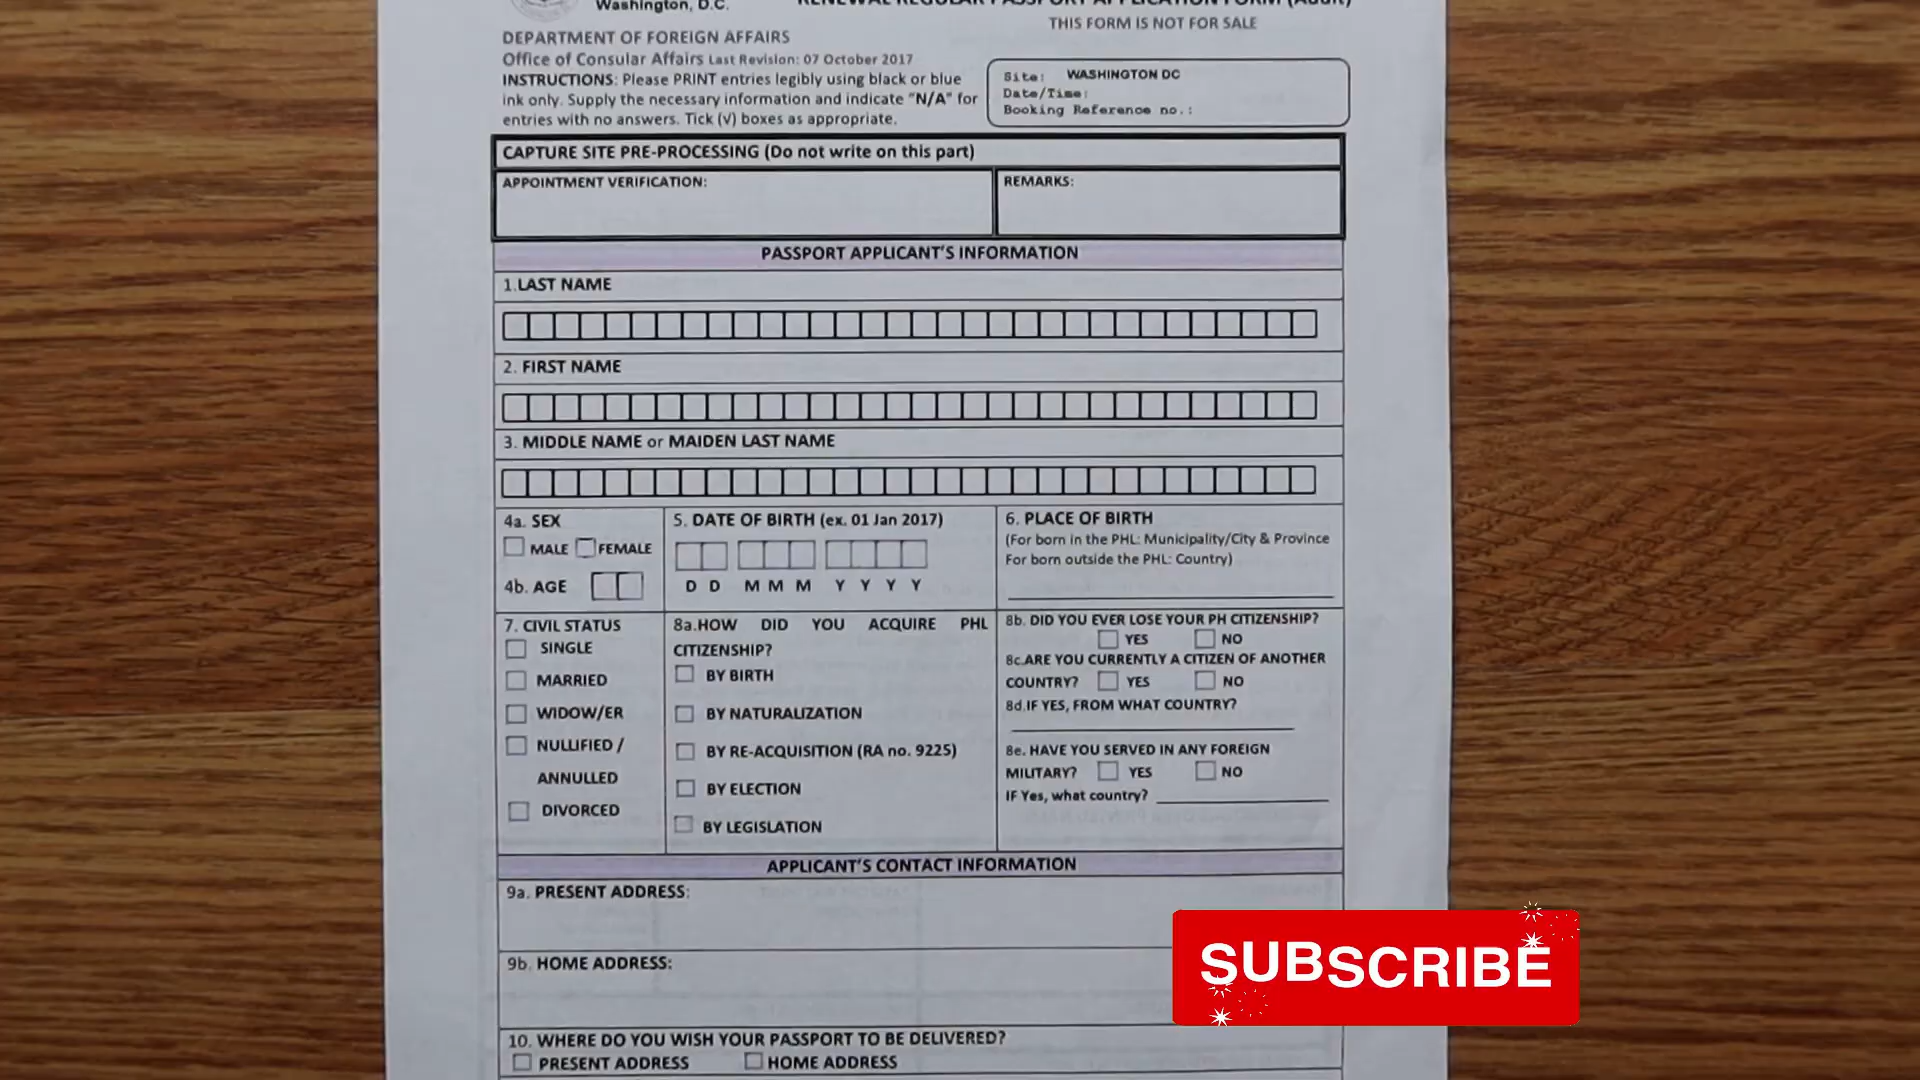 Washington, D.C.
RENEWAL REGULAR PASSPORT APPLICATION FORM (Adult)
THIS FORM IS NOT FOR SALE
DEPARTMENT OF FOREIGN AFFAIRS
Office of Consular Affairs Last Revision: 07 October 2017
INSTRUCTIONS: Please PRINT entries legibly using black or blue
ink only. Supply the necessary information and indicate "N/A" for
entries with no answers. Tick (√) boxes as appropriate.
Site: WASHINGTON DC
Date/Time:
Booking Reference no.:
CAPTURE SITE PRE-PROCESSING (Do not write on this part)
APPOINTMENT VERIFICATION:
REMARKS:
PASSPORT APPLICANT'S INFORMATION
1.LAST NAME
2. FIRST NAME
3. MIDDLE NAME or MAIDEN LAST NAME
4a. SEX
MALE FEMALE
4b. AGE
5. DATE OF BIRTH (ex. 01 Jan 2017)
D D M M M Y Y Y Y
6. PLACE OF BIRTH
(For born in the PHL: Municipality/City & Province
For born outside the PHL: Country)
7. CIVIL STATUS
SINGLE
MARRIED
WIDOW/ER
NULLIFIED /
ANNULLED
DIVORCED
8a.HOW DID YOU ACQUIRE PHL
CITIZENSHIP?
BY BIRTH
BY NATURALIZATION
BY RE-ACQUISITION (RA no. 9225)
BY ELECTION
BY LEGISLATION
8b. DID YOU EVER LOSE YOUR PH CITIZENSHIP?
YES NO
8c.ARE YOU CURRENTLY A CITIZEN OF ANOTHER
COUNTRY? YES NO
8d.IF YES, FROM WHAT COUNTRY?
8e. HAVE YOU SERVED IN ANY FOREIGN
MILITARY? YES NO
IF Yes, what country?
APPLICANT'S CONTACT INFORMATION
9a. PRESENT ADDRESS:
9b. HOME ADDRESS:
10. WHERE DO YOU WISH YOUR PASSPORT TO BE DELIVERED?
PRESENT ADDRESS HOME ADDRESS
SUBSCRIBE